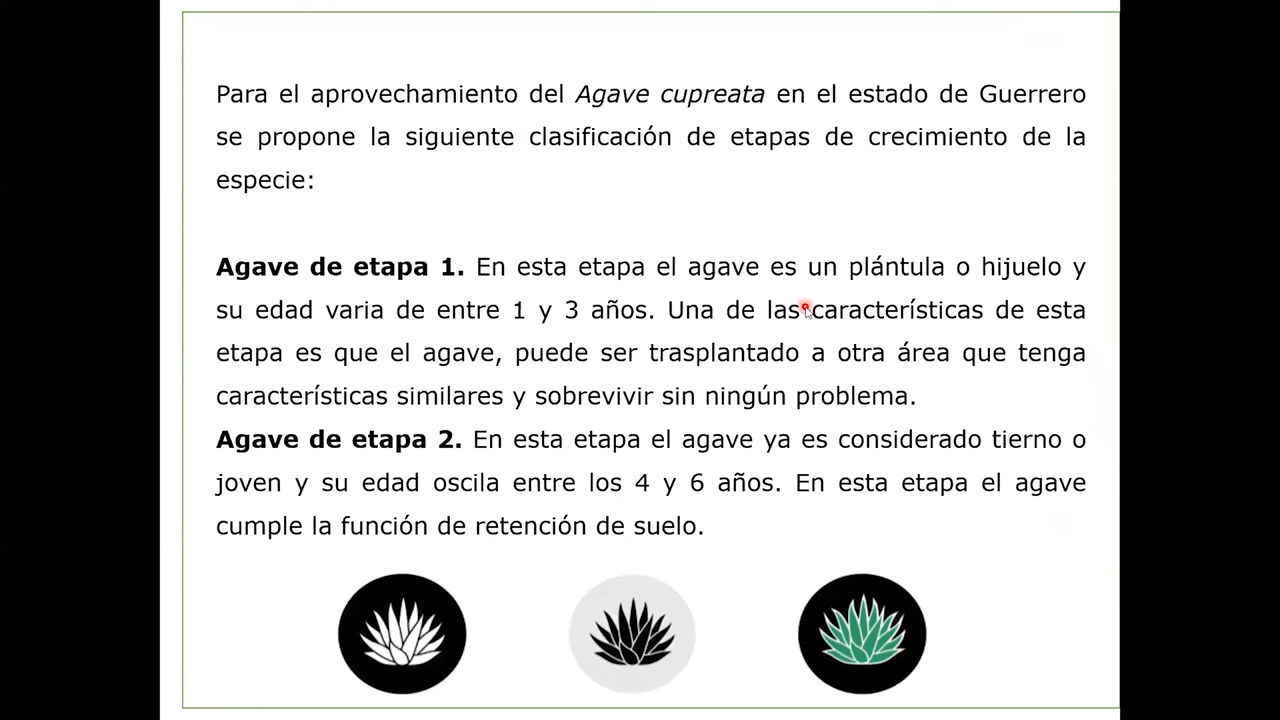 Para el aprovechamiento del Agave cupreata en el estado de Guerrero
se propone la siguiente clasificación de etapas de crecimiento de la
especie:
Agave de etapa 1. En esta etapa el agave es un plántula o hijuelo y
su edad varia de entre 1 y 3 años. Una de las características de esta
etapa es que el agave, puede ser trasplantado a otra área que tenga
características similares y sobrevivir sin ningún problema.
Agave de etapa 2. En esta etapa el agave ya es considerado tierno o
joven y su edad oscila entre los 4 y 6 años. En esta etapa el agave
cumple la función de retención de suelo.